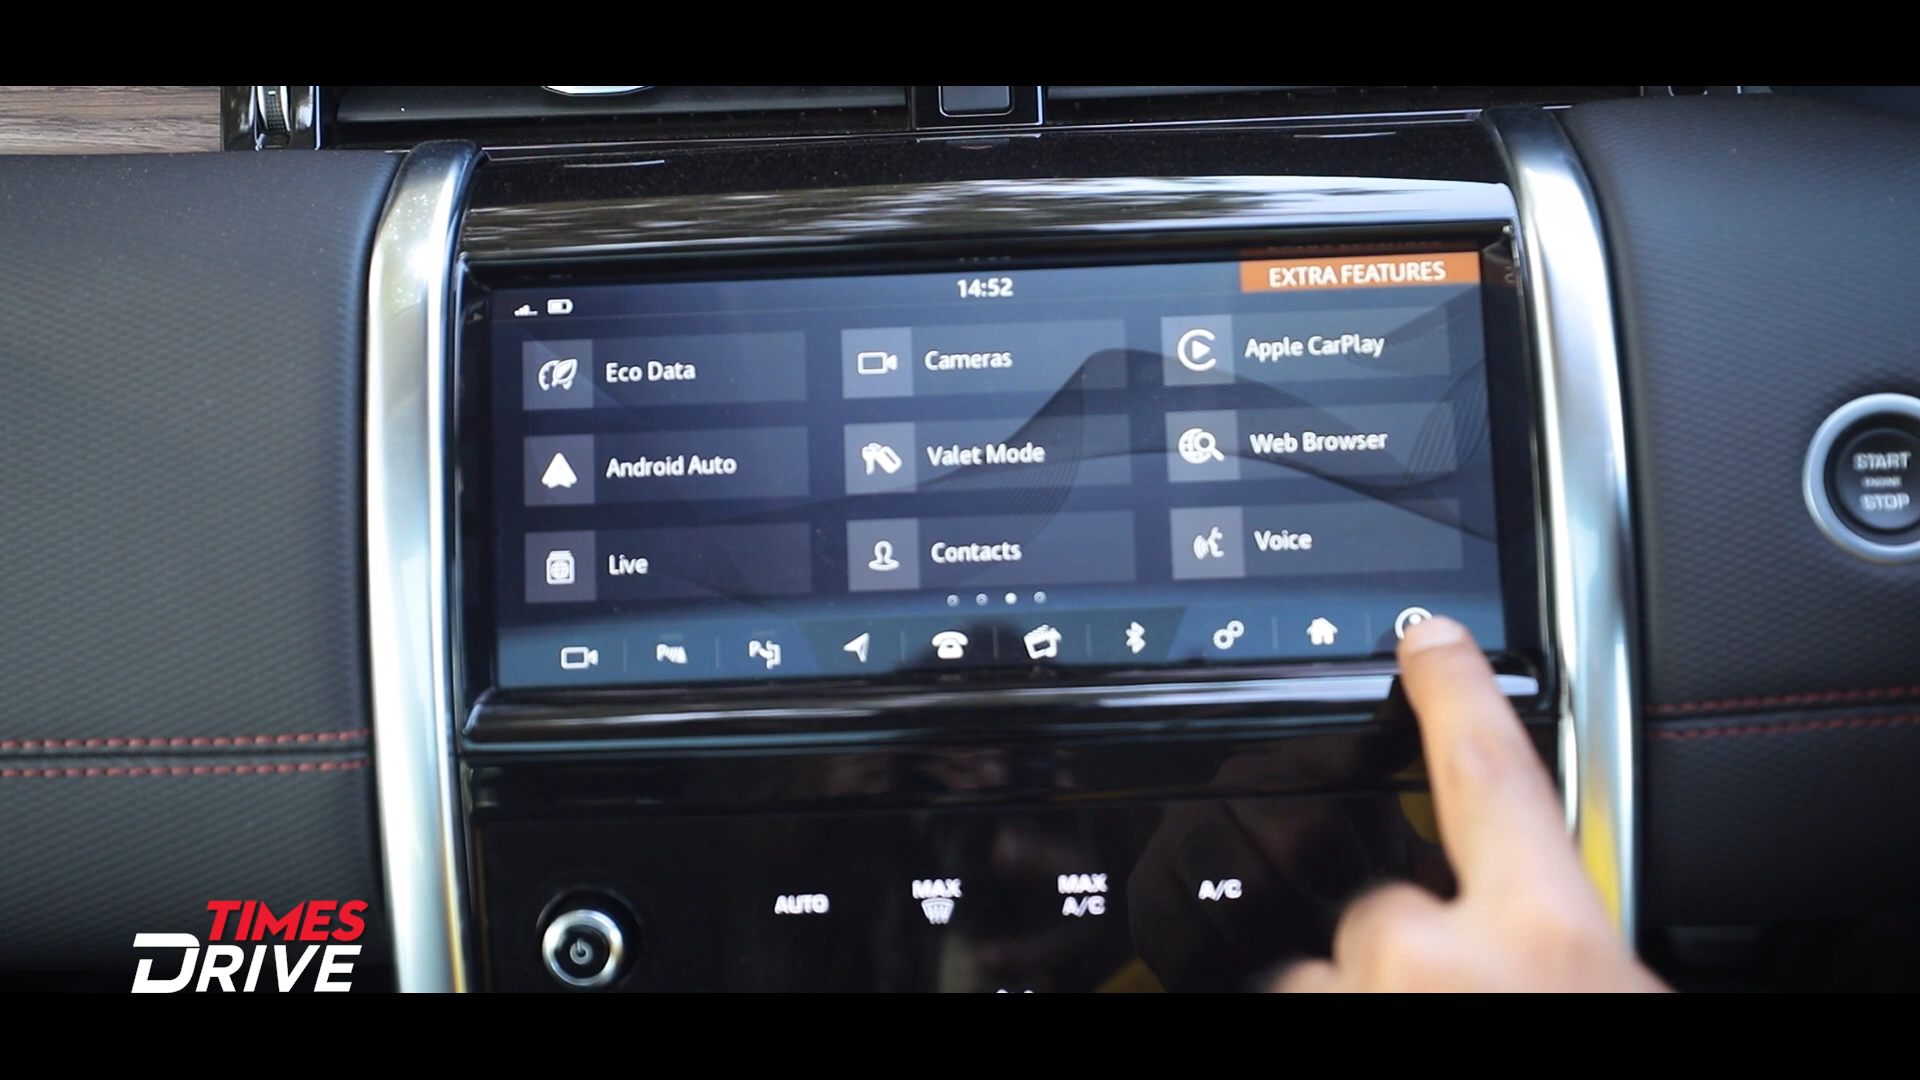 14:52
EXTRA FEATURES
Eco Data
Cameras
Apple CarPlay
Android Auto
Valet Mode
Web Browser
Live
Contacts
Voice
START
ENGINE
STOP
AUTO
MAX
MAX
A/C
A/C
TIMES
DRIVE